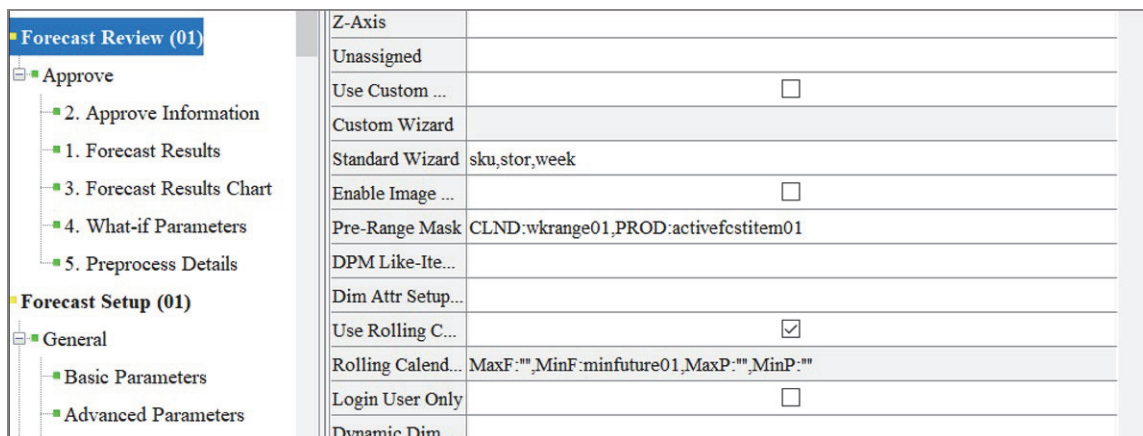 Forecast Review (01)
Approve
2. Approve Information
1. Forecast Results
3. Forecast Results Chart
4. What-if Parameters
5. Preprocess Details
Forecast Setup (01)
General
Basic Parameters
Advanced Parameters
Z-Axis
Unassigned
Use Custom ...
Custom Wizard
Standard Wizard sku,stor,week
Enable Image ...
Pre-Range Mask CLND:wkrange01,PROD:activefcstitem01
DPM Like-Ite...
Dim Attr Setup...
Use Rolling C...
Rolling Calend... MaxF:"",MinF:minfuture01,MaxP:"",MinP:""
Login User Only
Dynamic Dim